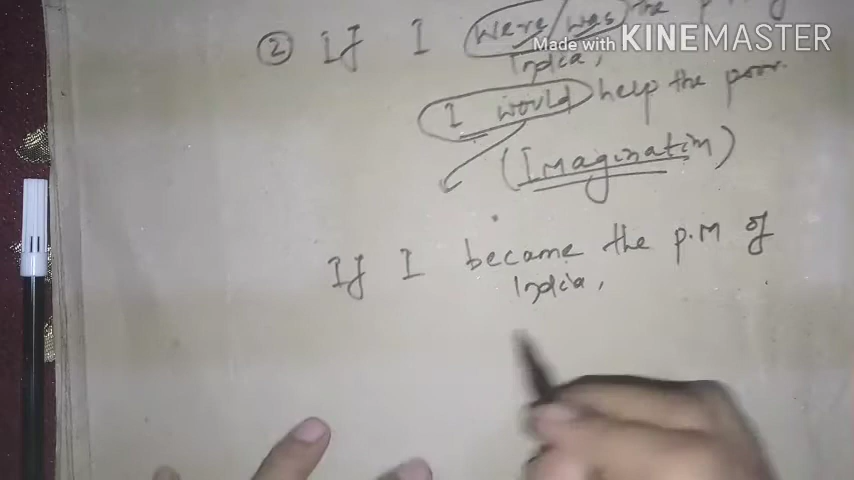 ② If I were/was the
India,
I would help the poor.
(Imagination)
If I became the P.M of
India,
Made with KINEMASTER